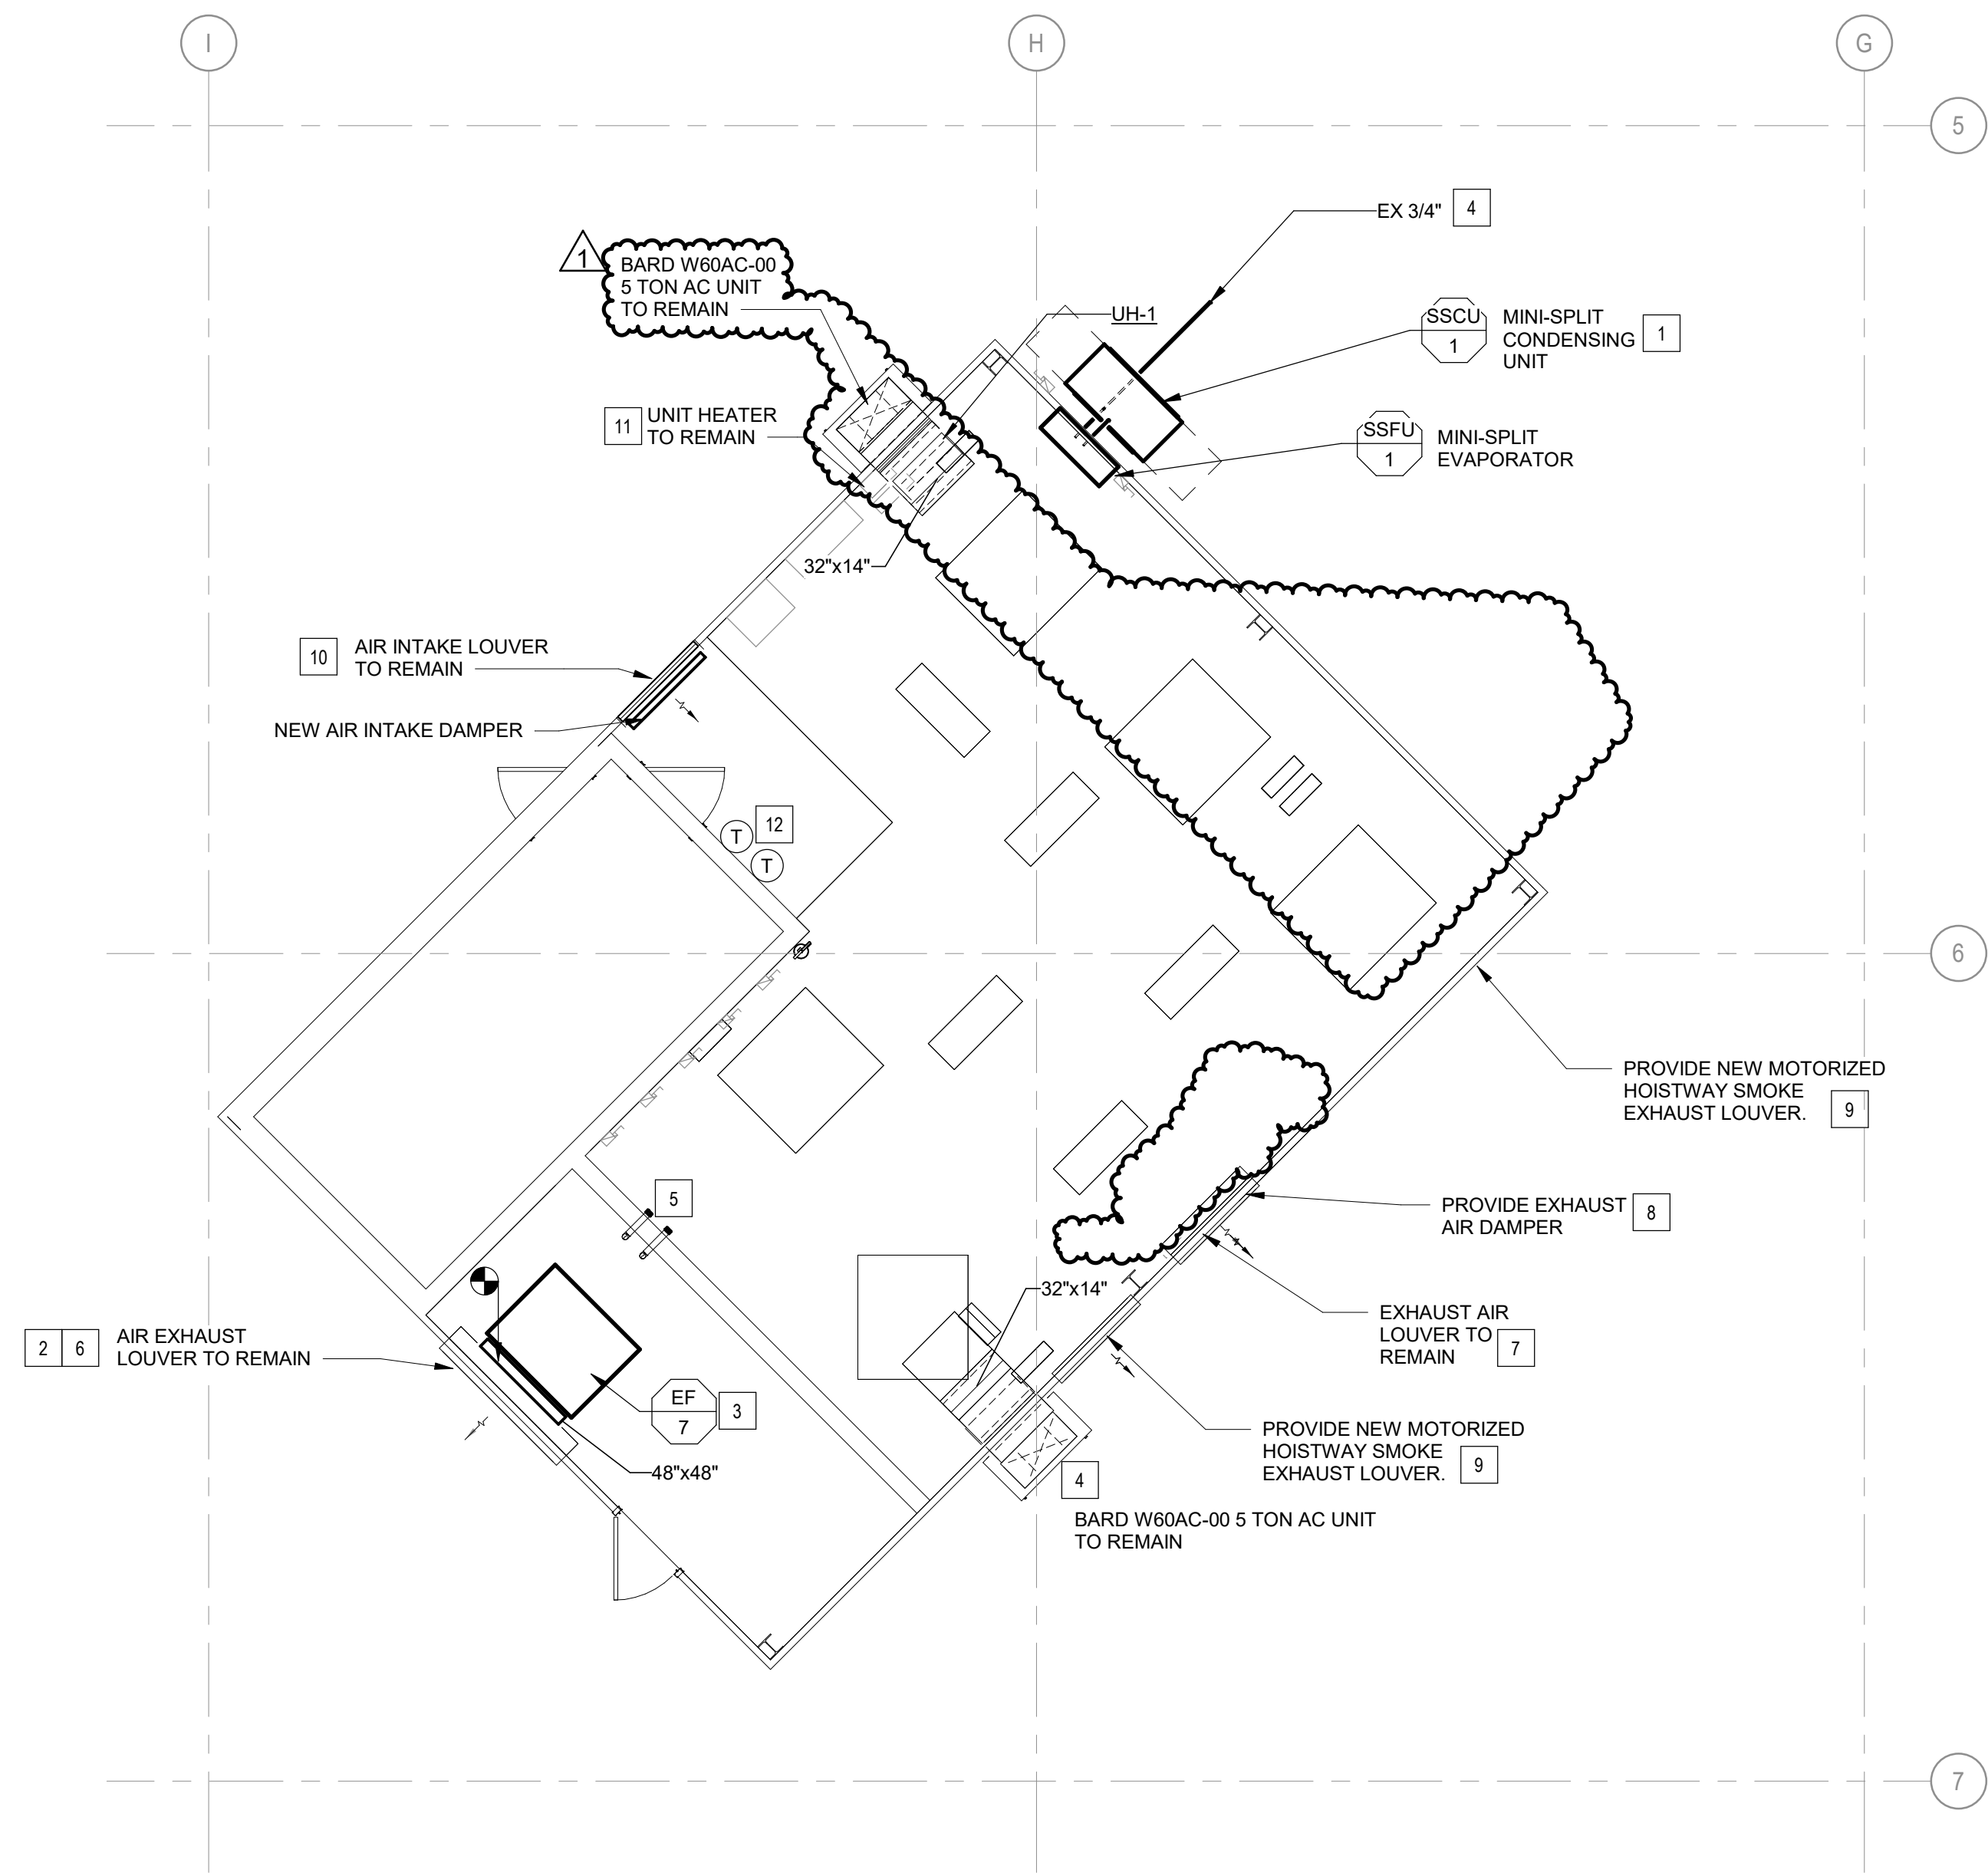 I
H
G
5
EX 3/4"
4
1
BARD W60AC-00
5 TON AC UNIT
TO REMAIN
UH-1
SSCU
1
MINI-SPLIT
CONDENSING
UNIT
1
11
UNIT HEATER
TO REMAIN
SSFU
1
MINI-SPLIT
EVAPORATOR
32"x14"
10
AIR INTAKE LOUVER
TO REMAIN
NEW AIR INTAKE DAMPER
T
12
T
6
PROVIDE NEW MOTORIZED
HOISTWAY SMOKE
EXHAUST LOUVER.
9
5
PROVIDE EXHAUST
AIR DAMPER
8
32"x14"
EXHAUST AIR
LOUVER TO
REMAIN
7
2
6
AIR EXHAUST
LOUVER TO REMAIN
EF
7
3
48"x48"
PROVIDE NEW MOTORIZED
HOISTWAY SMOKE
EXHAUST LOUVER.
9
4
BARD W60AC-00 5 TON AC UNIT
TO REMAIN
7